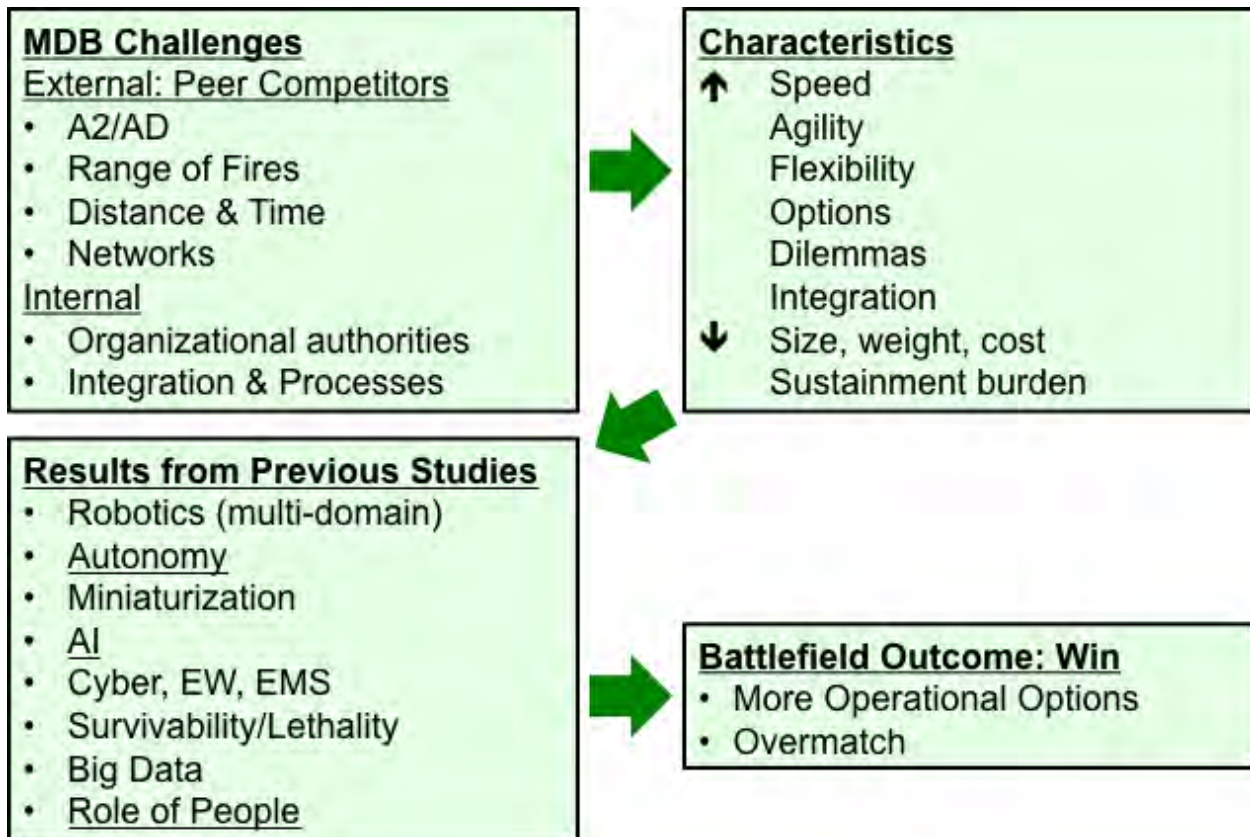 MDB Challenges
External: Peer Competitors
• A2/AD
• Range of Fires
• Distance & Time
• Networks
Internal
• Organizational authorities
• Integration & Processes
Characteristics
↑ Speed
Agility
Flexibility
Options
Dilemmas
Integration
↓ Size, weight, cost
Sustainment burden
Results from Previous Studies
• Robotics (multi-domain)
• Autonomy
• Miniaturization
• AI
• Cyber, EW, EMS
• Survivability/Lethality
• Big Data
• Role of People
Battlefield Outcome: Win
• More Operational Options
• Overmatch